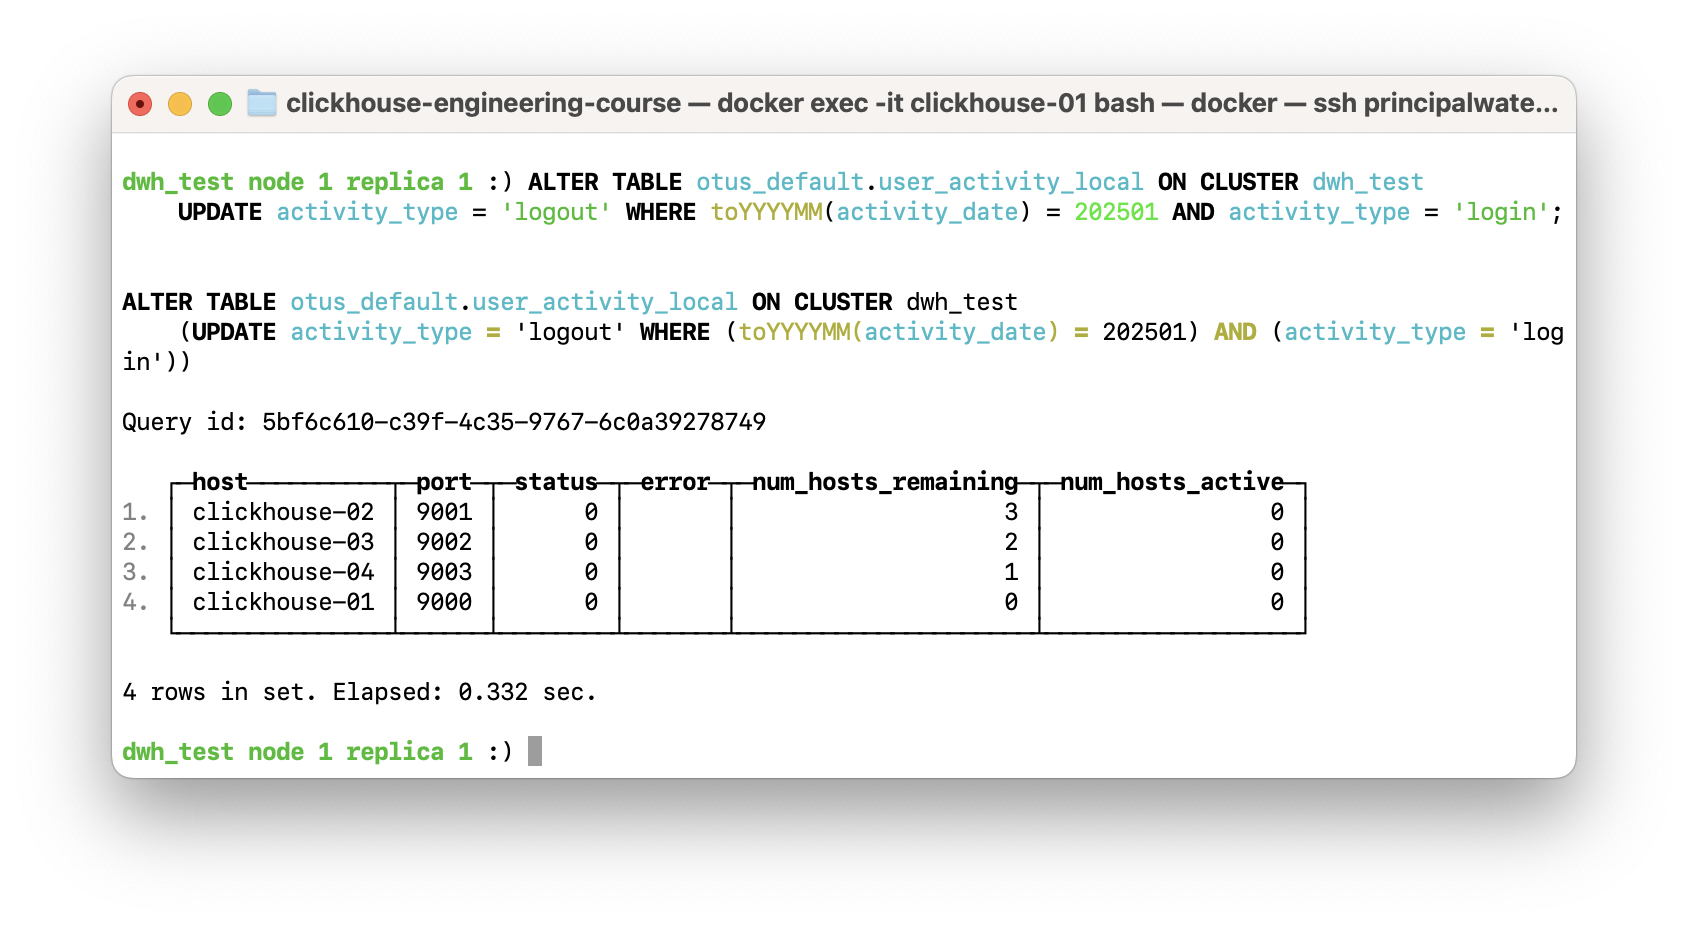 clickhouse-engineering-course — docker exec -it clickhouse-01 bash — docker — ssh principalwate...
dwh_test node 1 replica 1 :) ALTER TABLE otus_default.user_activity_local ON CLUSTER dwh_test
UPDATE activity_type = 'logout' WHERE toYYYYMM(activity_date) = 202501 AND activity_type = 'login';
ALTER TABLE otus_default.user_activity_local ON CLUSTER dwh_test
(UPDATE activity_type = 'logout' WHERE (toYYYYMM(activity_date) = 202501) AND (activity_type = 'log
in'))
Query id: 5bf6c610-c39f-4c35-9767-6c0a39278749
host port status error num_hosts_remaining num_hosts_active
1. clickhouse-02 9001 0 3 0
2. clickhouse-03 9002 0 2 0
3. clickhouse-04 9003 0 1 0
4. clickhouse-01 9000 0 0 0
4 rows in set. Elapsed: 0.332 sec.
dwh_test node 1 replica 1 :)